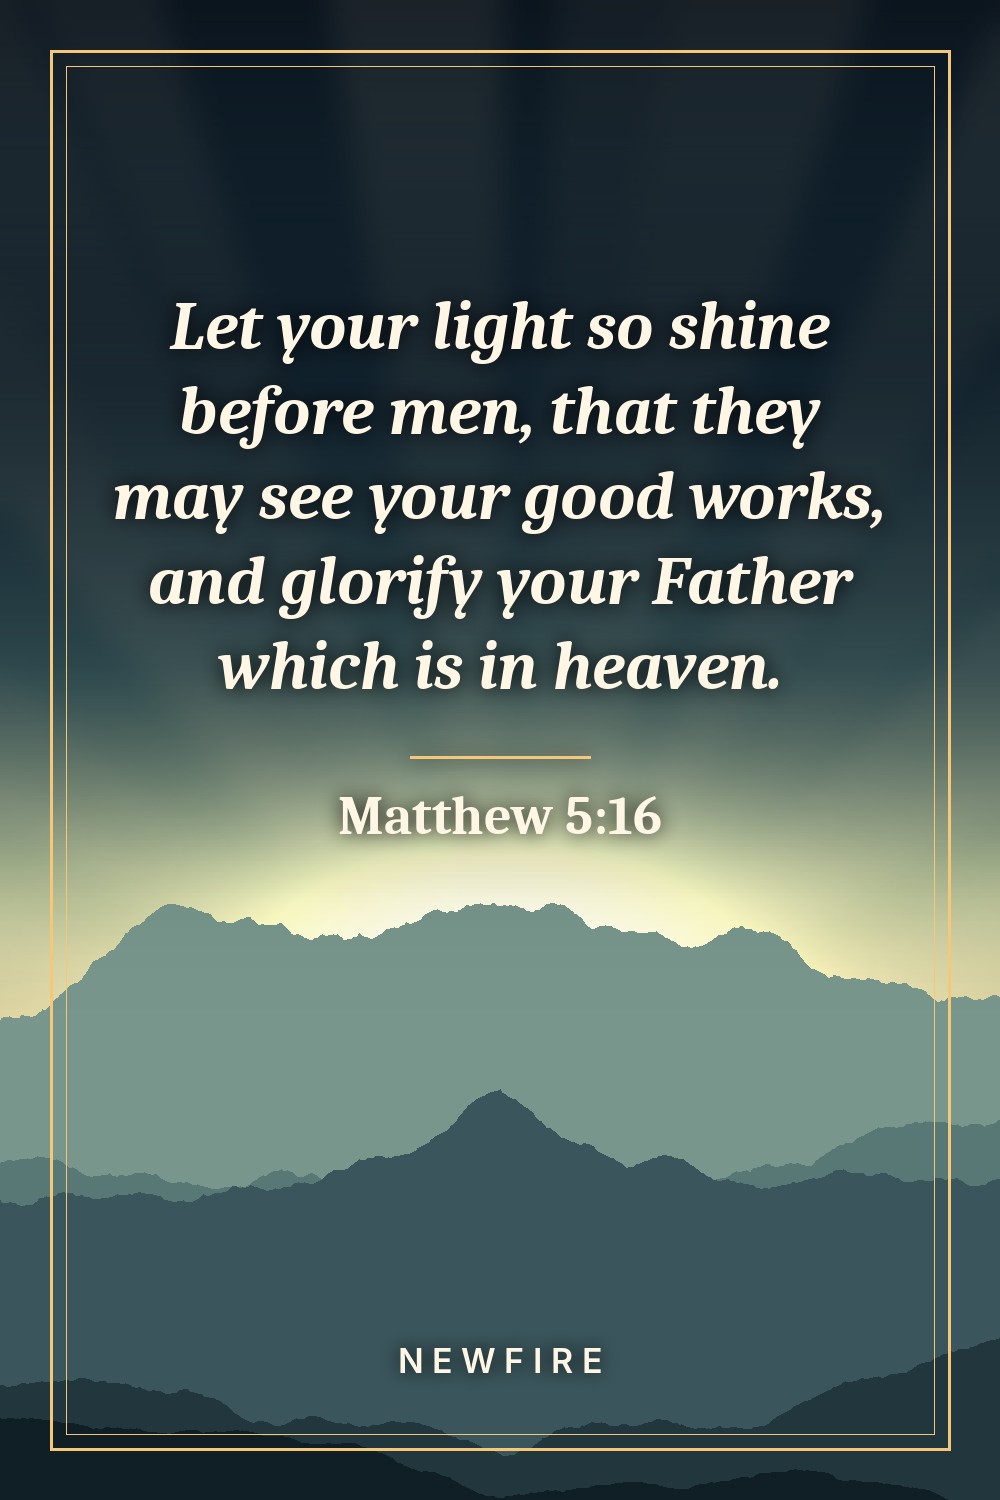 Let your light so shine
before men, that they
may see your good works,
and glorify your Father
which is in heaven.
Matthew 5:16
NEWFIRE